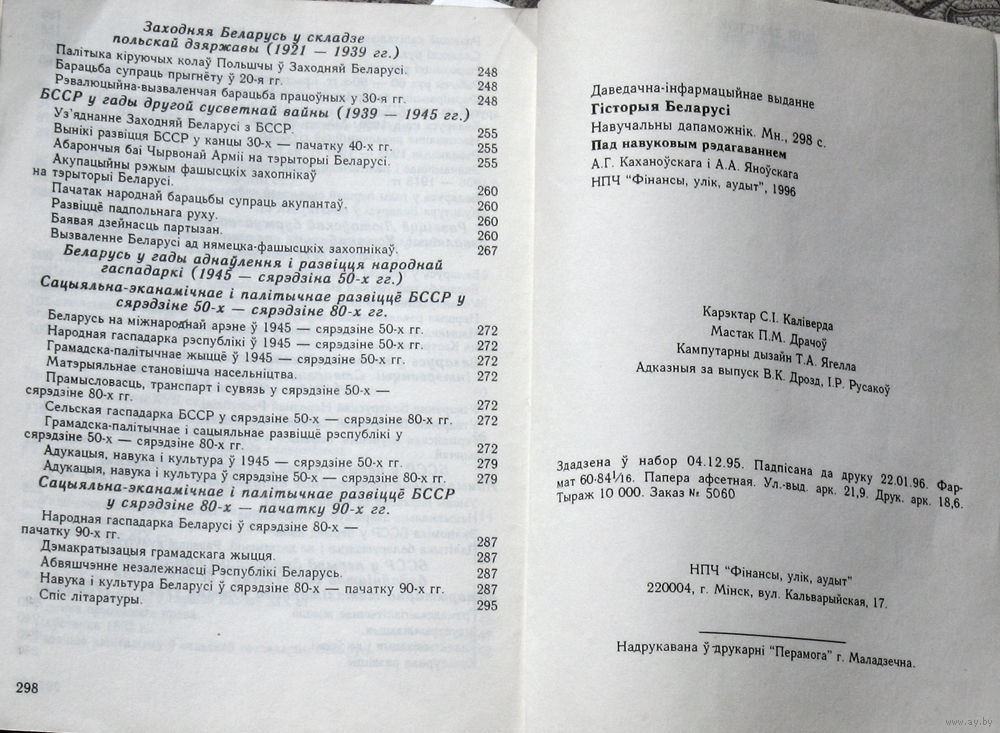 Заходняя Беларусь у складзе
польскай дзяржавы (1921 — 1939 гг.)
Палітыка кіруючых колаў Польшчы ў Заходняй Беларусі. 248
Барацьба супраць прыгнёту ў 20-я гг. 248
Рэвалюцыйна-вызваленчая барацьба працоўных у 30-я гг. 248
БССР у гады другой сусветнай вайны (1939 — 1945 гг.)
Уз'яднанне Заходняй Беларусі з БССР. 255
Вынікі развіцця БССР у канцы 30-х — пачатку 40-х гг. 255
Абарончыя баі Чырвонай Арміі на тэрыторыі Беларусі. 255
Акупацыйны рэжым фашысцкіх захопнікаў
на тэрыторыі Беларусі. 260
Пачатак народнай барацьбы супраць акупантаў. 260
Развіццё падпольнага руху. 260
Баявая дзейнасць партызан. 260
Вызваленне Беларусі ад нямецка-фашысцкіх захопнікаў. 267
Беларусь у гады аднаўлення і развіцця народнай
гаспадаркі (1945 — сярэдзіна 50-х гг.)
Сацыяльна-эканамічнае і палітычнае развіццё БССР у
сярэдзіне 50-х — сярэдзіне 80-х гг.
Беларусь на міжнароднай арэне ў 1945 — сярэдзіне 50-х гг. 272
Народная гаспадарка рэспублікі ў 1945 — сярэдзіне 50-х гг. 272
Грамадска-палітычнае жыццё ў 1945 — сярэдзіне 50-х гг. 272
Матэрыяльнае становішча насельніцтва. 272
Прамысловасць, транспарт і сувязь у сярэдзіне 50-х —
сярэдзіне 80-х гг. 272
Сельская гаспадарка БССР у сярэдзіне 50-х — сярэдзіне 80-х гг. 272
Грамадска-палітычнае і сацыяльнае развіццё рэспублікі у
сярэдзіне 50-х — сярэдзіне 80-х гг. 272
Адукацыя, навука і культура ў 1945 — сярэдзіне 50-х гг. 279
Адукацыя, навука і культура ў сярэдзіне 50-х — сярэдзіне 80-х гг. 279
Сацыяльна-эканамічнае і палітычнае развіццё БССР
у сярэдзіне 80-х — пачатку 90-х гг.
Народная гаспадарка Беларусі ў сярэдзіне 80-х —
пачатку 90-х гг. 287
Дэмакратызацыя грамадскага жыцця. 287
Абвяшчэнне незалежнасці Рэспублікі Беларусь. 287
Навука і культура Беларусі ў сярэдзіне 80-х — пачатку 90-х гг. 287
Спіс літаратуры. 295
298
Даведачна-інфармацыйнае выданне
Гісторыя Беларусі
Навучальны дапаможнік. Мн., 298 с.
Пад навуковым рэдагаваннем
А.Г. Каханоўскага і А.А. Яноўскага
НПЧ "Фінансы, улік, аудыт", 1996
Карэктар С.І. Каліверда
Мастак П.М. Драчоў
Кампутарны дызайн Т.А. Ягелла
Адказныя за выпуск В.К. Дрозд, І.Р. Русакоў
Здадзена ў набор 04.12.95. Падпісана да друку 22.01.96. Фар-
мат 60-84 1/16. Папера афсетная. Ул.-выд. арк. 21,9. Друк. арк. 18,6.
Тыраж 10 000. Заказ № 5060
НПЧ "Фінансы, улік, аудыт"
220004, г. Мінск, вул. Кальварыйская, 17.
Надрукавана ў друкарні "Перамога" г. Маладзечна.
www.ay.by